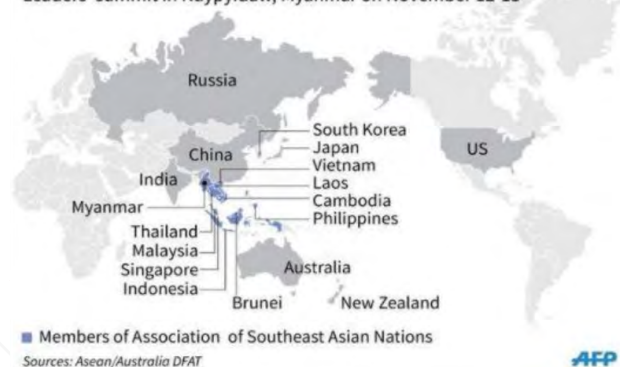 Russia
South Korea
Japan
China
Vietnam
US
India
Laos
Cambodia
Myanmar
Philippines
Thailand
Malaysia
Singapore
Australia
Indonesia
Brunei
New Zealand
Members of Association of Southeast Asian Nations
Sources: Asean/Australia DFAT
AFP